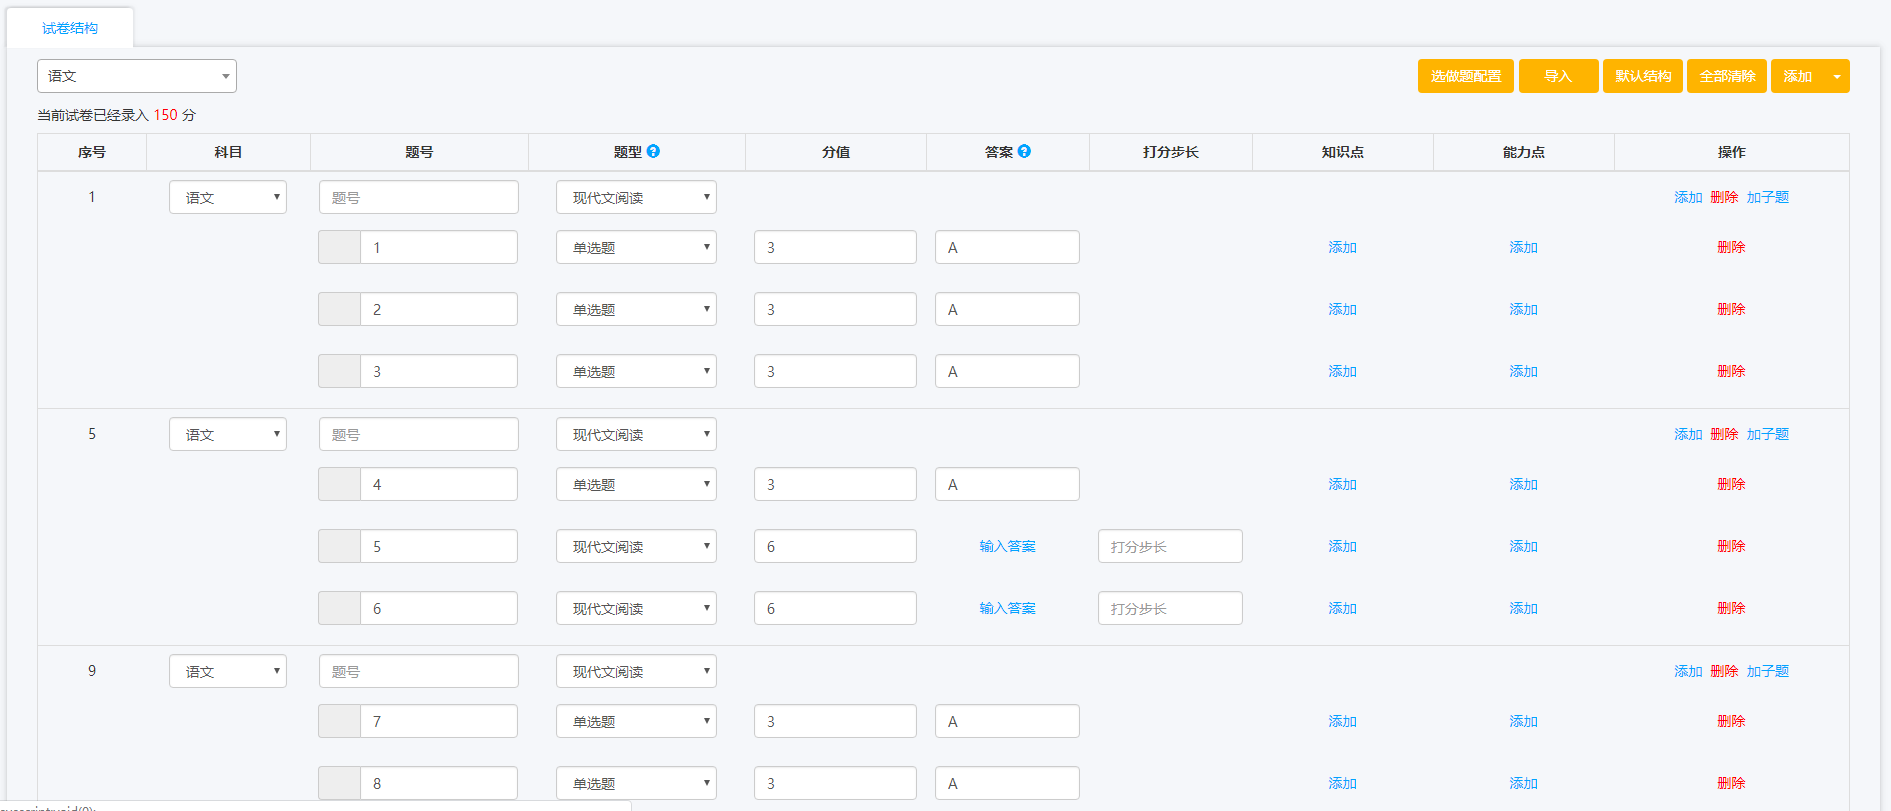 试卷结构
语文
选做题配置 导入 默认结构 全部清除 添加
当前试卷已经录入 150 分
序号 科目 题号 题型 分值 答案 打分步长 知识点 能力点 操作
1 语文 题号 现代文阅读 添加 删除 加子题
1 单选题 3 A 添加 添加 删除
2 单选题 3 A 添加 添加 删除
3 单选题 3 A 添加 添加 删除
5 语文 题号 现代文阅读 添加 删除 加子题
4 单选题 3 A 添加 添加 删除
5 现代文阅读 6 输入答案 打分步长 添加 添加 删除
6 现代文阅读 6 输入答案 打分步长 添加 添加 删除
9 语文 题号 现代文阅读 添加 删除 加子题
7 单选题 3 A 添加 添加 删除
8 单选题 3 A 添加 添加 删除